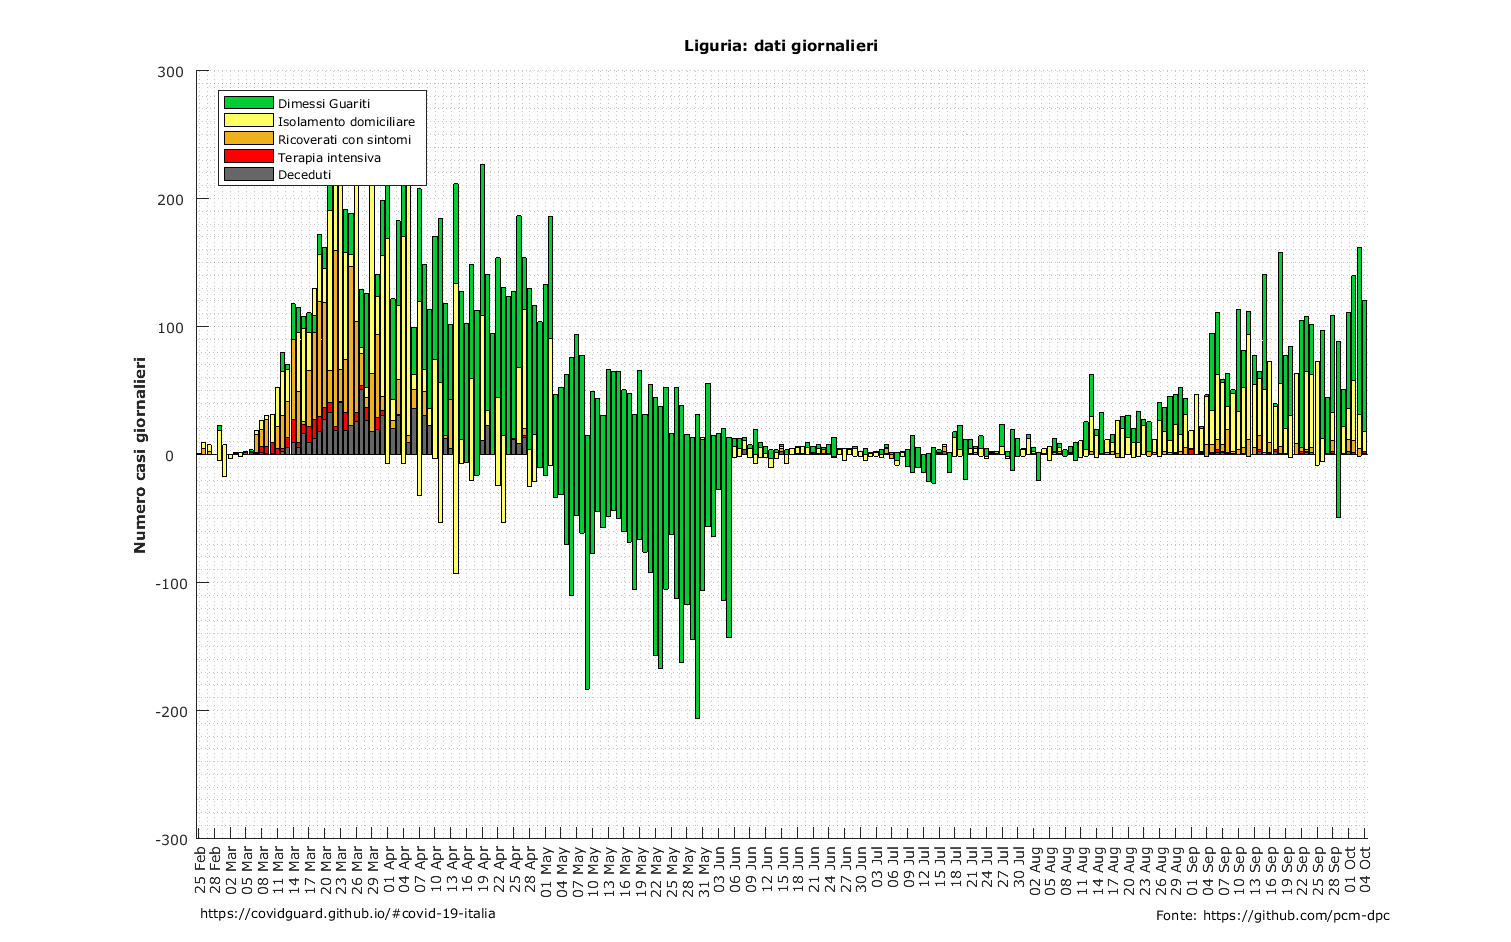 Liguria: dati giornalieri
300
200
100
0
-100
-200
-300
Numero casi giornalieri
Dimessi Guariti
Isolamento domiciliare
Ricoverati con sintomi
Terapia intensiva
Deceduti
25 Feb
28 Feb
02 Mar
05 Mar
08 Mar
11 Mar
14 Mar
17 Mar
20 Mar
23 Mar
26 Mar
29 Mar
01 Apr
04 Apr
07 Apr
10 Apr
13 Apr
16 Apr
19 Apr
22 Apr
25 Apr
28 Apr
01 May
04 May
07 May
10 May
13 May
16 May
19 May
22 May
25 May
28 May
31 May
03 Jun
06 Jun
09 Jun
12 Jun
15 Jun
18 Jun
21 Jun
24 Jun
27 Jun
30 Jun
03 Jul
06 Jul
09 Jul
12 Jul
15 Jul
18 Jul
21 Jul
24 Jul
27 Jul
30 Jul
02 Aug
05 Aug
08 Aug
11 Aug
14 Aug
17 Aug
20 Aug
23 Aug
26 Aug
29 Aug
01 Sep
04 Sep
07 Sep
10 Sep
13 Sep
16 Sep
19 Sep
22 Sep
25 Sep
28 Sep
01 Oct
04 Oct
https://covidguard.github.io/#covid-19-italia
Fonte: https://github.com/pcm-dpc